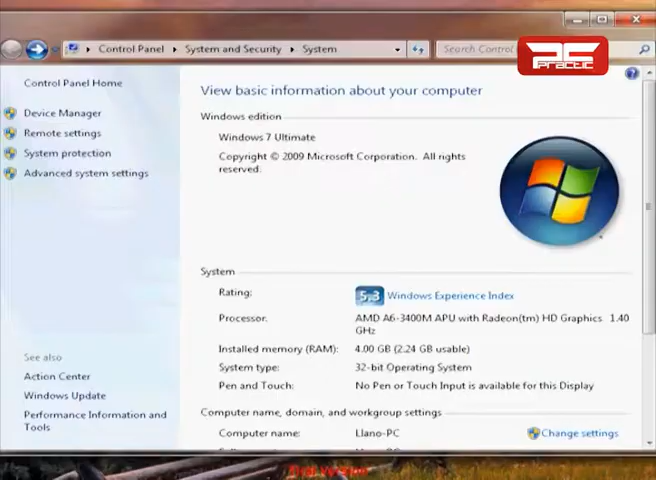 Control Panel ▸ System and Security ▸ System
Search Control
PC
Practic
Control Panel Home
Device Manager
Remote settings
System protection
Advanced system settings
See also
Action Center
Windows Update
Performance Information and
Tools
View basic information about your computer
Windows edition
Windows 7 Ultimate
Copyright © 2009 Microsoft Corporation. All rights
reserved.
System
Rating: 5.3 Windows Experience Index
Processor: AMD A6-3400M APU with Radeon(tm) HD Graphics 1.40
GHz
Installed memory (RAM): 4.00 GB (2.24 GB usable)
System type: 32-bit Operating System
Pen and Touch: No Pen or Touch Input is available for this Display
Computer name, domain, and workgroup settings
Computer name: Llano-PC
Change settings